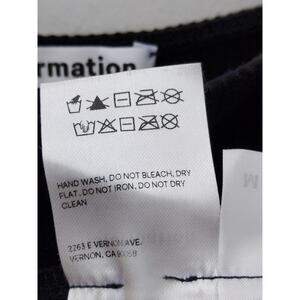 rmation
HAND WASH, DO NOT BLEACH, DRY
FLAT, DO NOT IRON, DO NOT DRY
CLEAN
2263 E VERNON AVE.
VERNON, CA 90058
M